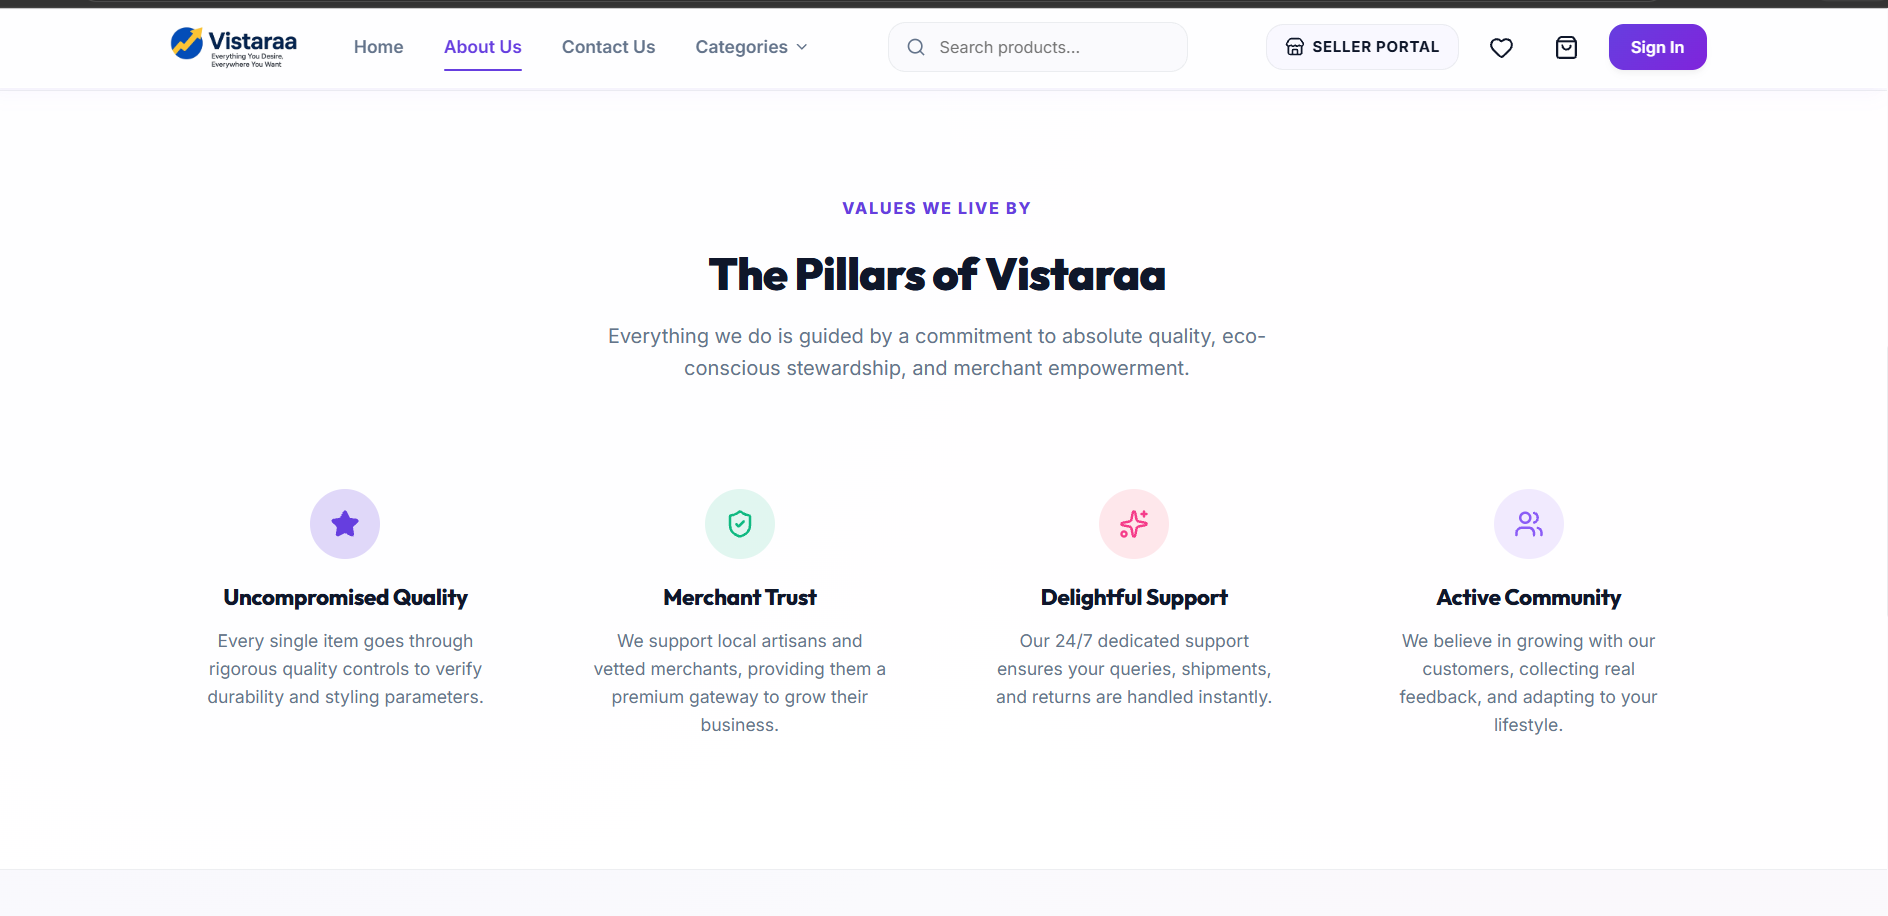 Vistaraa
Everything You Desire,
Everywhere You Want
Home
About Us
Contact Us
Categories
Search products...
SELLER PORTAL
Sign In
VALUES WE LIVE BY
The Pillars of Vistaraa
Everything we do is guided by a commitment to absolute quality, eco-
conscious stewardship, and merchant empowerment.
Uncompromised Quality
Every single item goes through
rigorous quality controls to verify
durability and styling parameters.
Merchant Trust
We support local artisans and
vetted merchants, providing them a
premium gateway to grow their
business.
Delightful Support
Our 24/7 dedicated support
ensures your queries, shipments,
and returns are handled instantly.
Active Community
We believe in growing with our
customers, collecting real
feedback, and adapting to your
lifestyle.